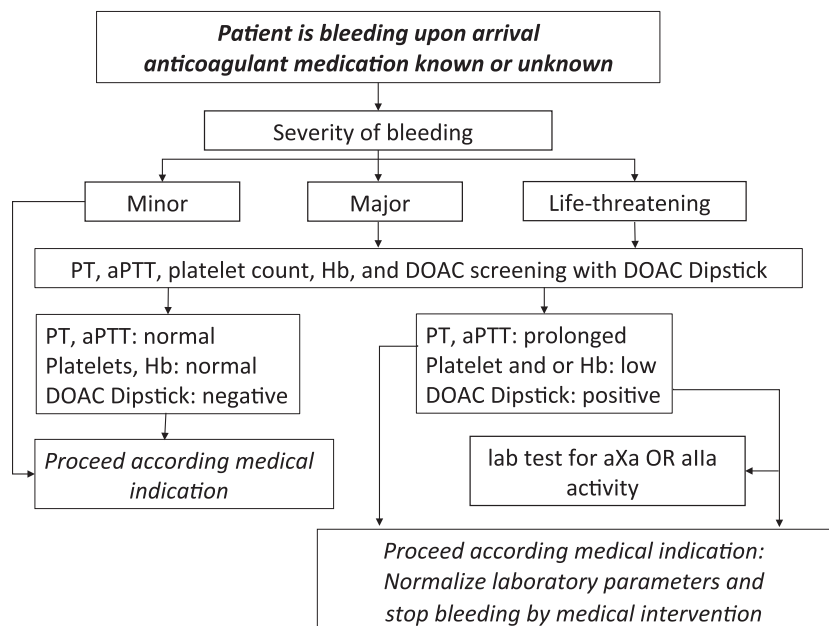 Patient is bleeding upon arrival
anticoagulant medication known or unknown
Severity of bleeding
Minor
Major
Life-threatening
PT, aPTT, platelet count, Hb, and DOAC screening with DOAC Dipstick
PT, aPTT: normal
Platelets, Hb: normal
DOAC Dipstick: negative
PT, aPTT: prolonged
Platelet and or Hb: low
DOAC Dipstick: positive
Proceed according medical
indication
lab test for aXa OR aIIa
activity
Proceed according medical indication:
Normalize laboratory parameters and
stop bleeding by medical intervention